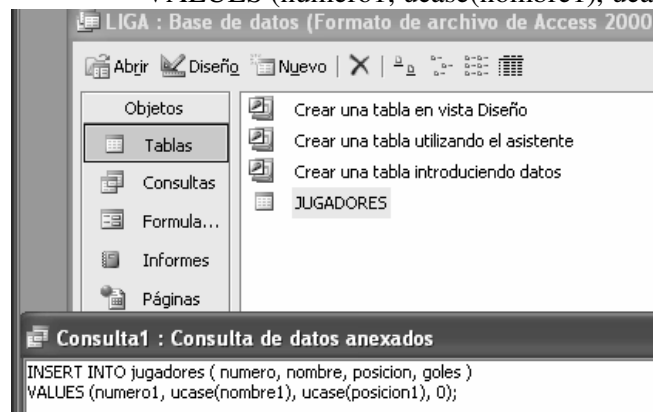 VALUES (numero1, ucase(nombre1), uca
LIGA : Base de datos (Formato de archivo de Access 2000
Abrir Diseño Nuevo
Objetos
Tablas
Consultas
Formula...
Informes
Páginas
Crear una tabla en vista Diseño
Crear una tabla utilizando el asistente
Crear una tabla introduciendo datos
JUGADORES
Consulta1 : Consulta de datos anexados
INSERT INTO jugadores ( numero, nombre, posicion, goles )
VALUES (numero1, ucase(nombre1), ucase(posicion1), 0);